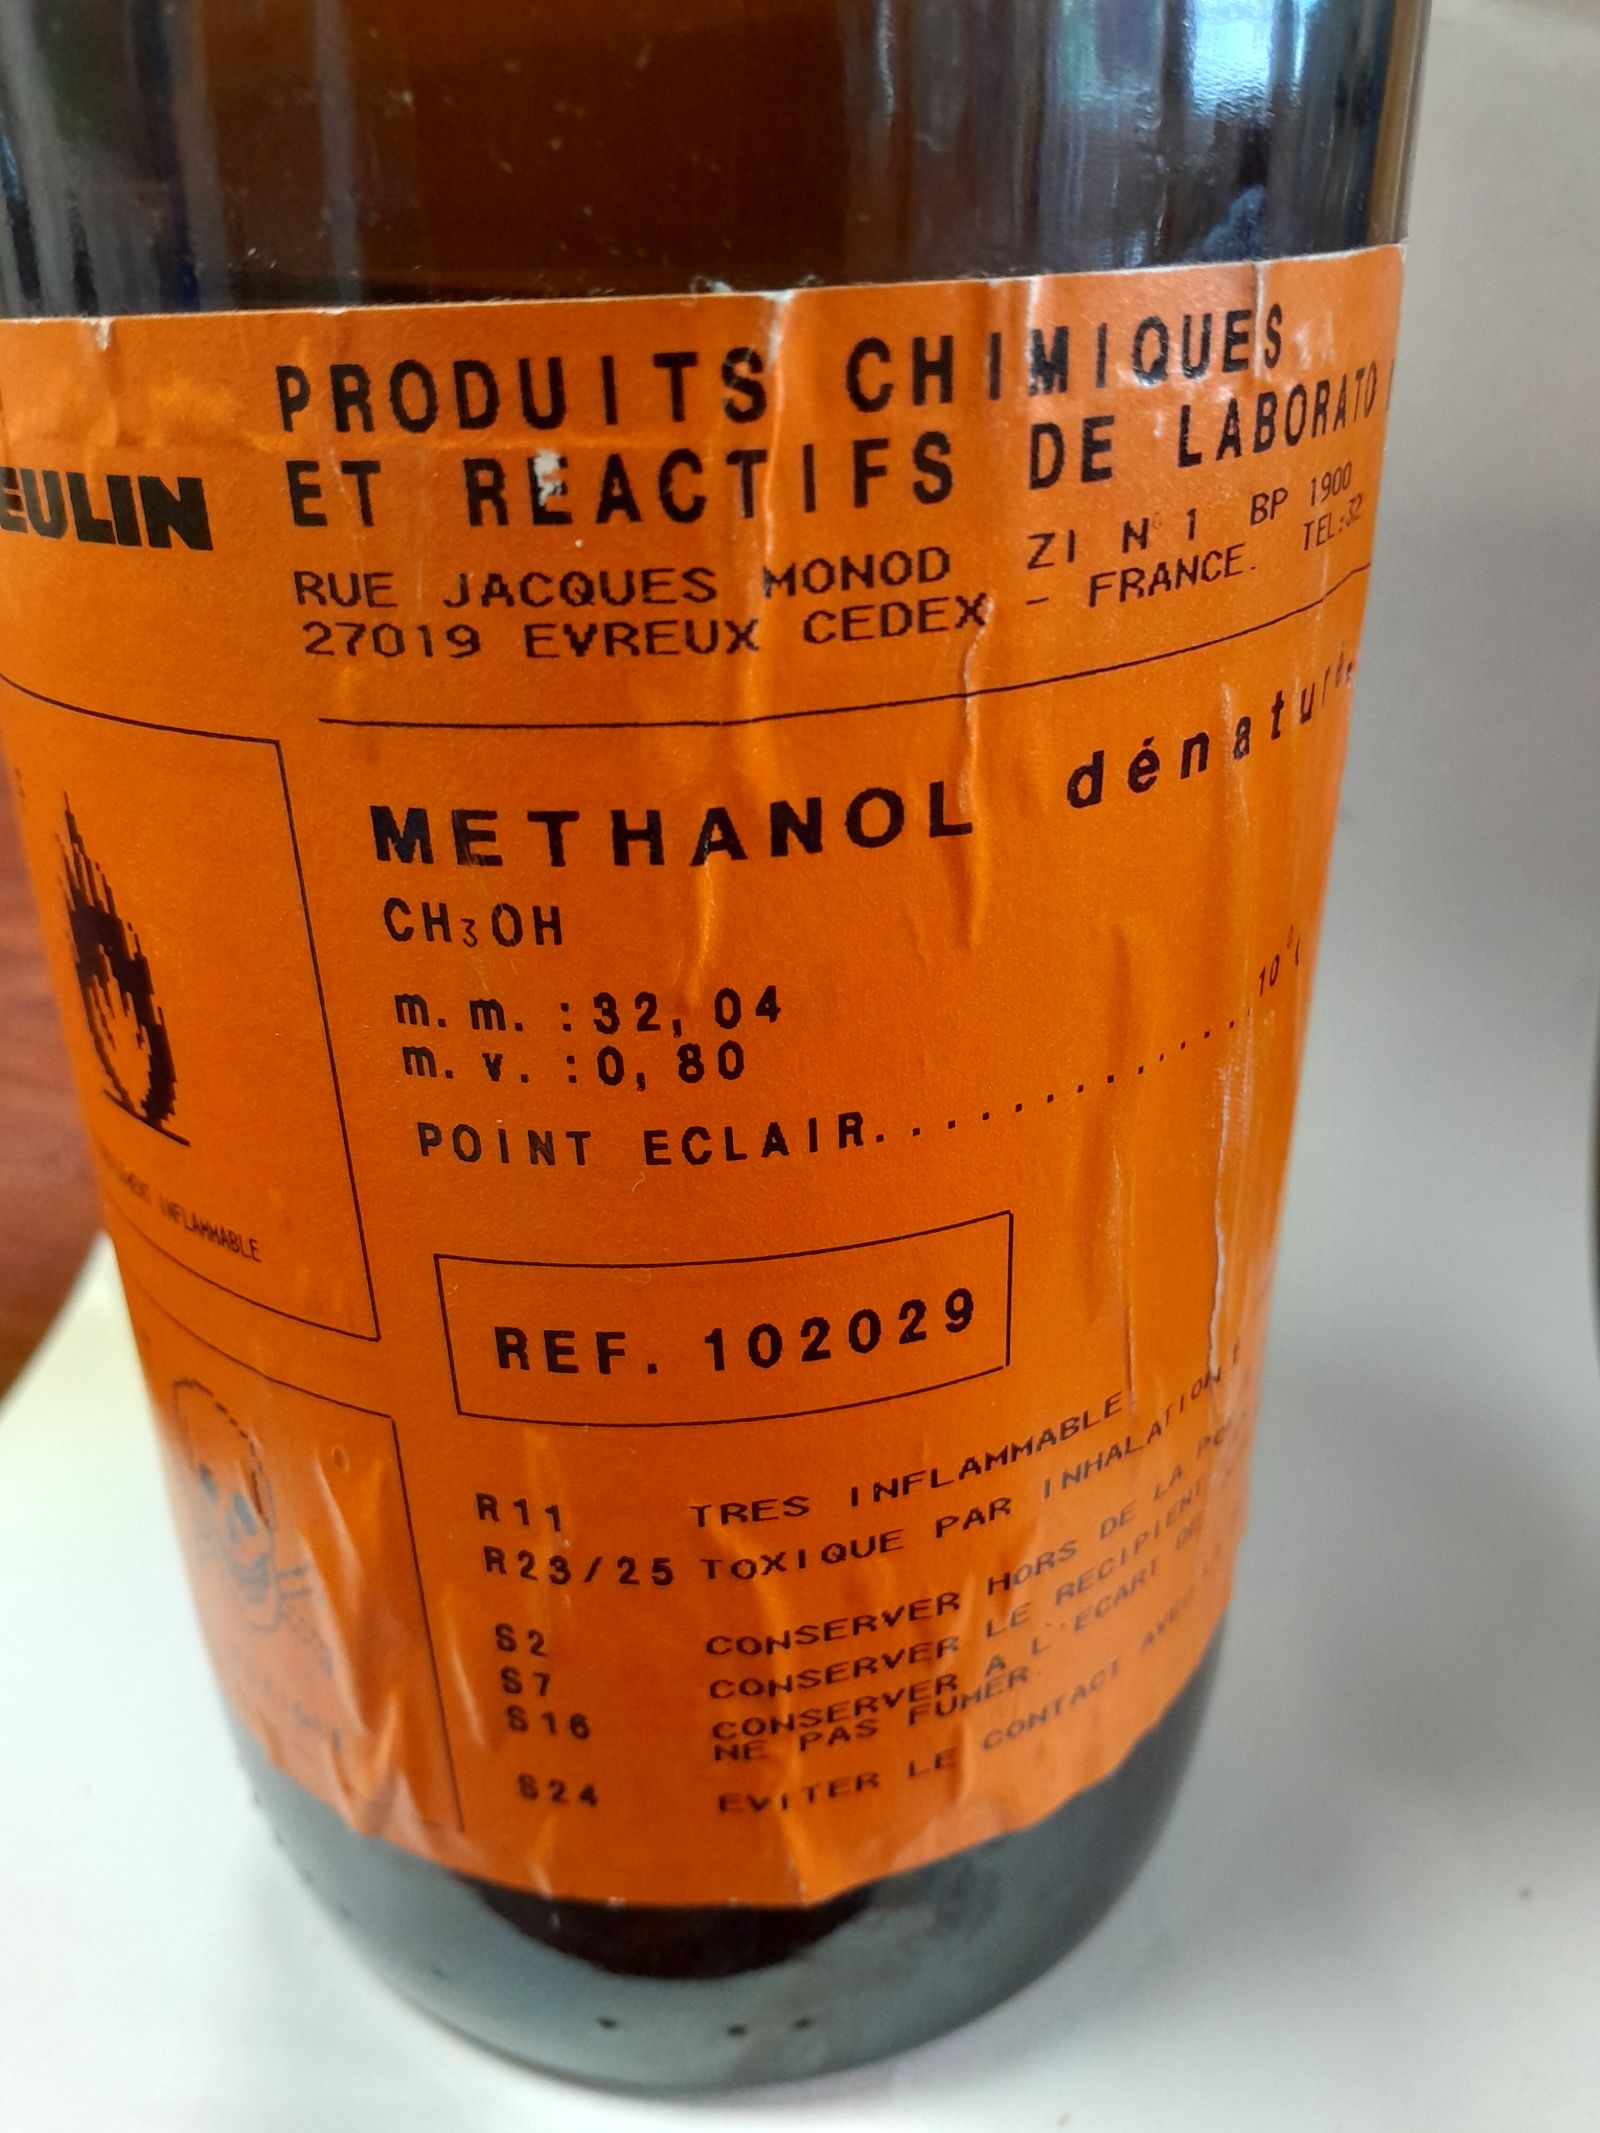 PRODUITS CHIMIQUES
ET REACTIFS DE LABORATO
EULIN
RUE JACQUES MONOD ZI N°1 BP 1900
27019 EVREUX CEDEX - FRANCE. TEL:32
METHANOL dénaturé.
CH₃OH
m.m. :32,04
m.v. :0,80
POINT ECLAIR..............10°C
INFLAMMABLE
REF. 102029
R11 TRES INFLAMMABLE
R23/25 TOXIQUE PAR INHALATION E
S2 CONSERVER HORS DE LA
S7 CONSERVER LE RECIPIENT
S16 CONSERVER A L'ECART DE
NE PAS FUMER.
S24 EVITER LE CONTACT AVEC